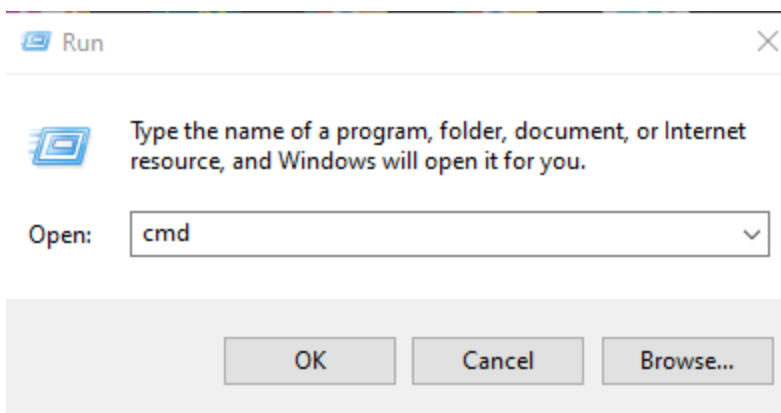 Run
Type the name of a program, folder, document, or Internet
resource, and Windows will open it for you.
Open: cmd
OK Cancel Browse...